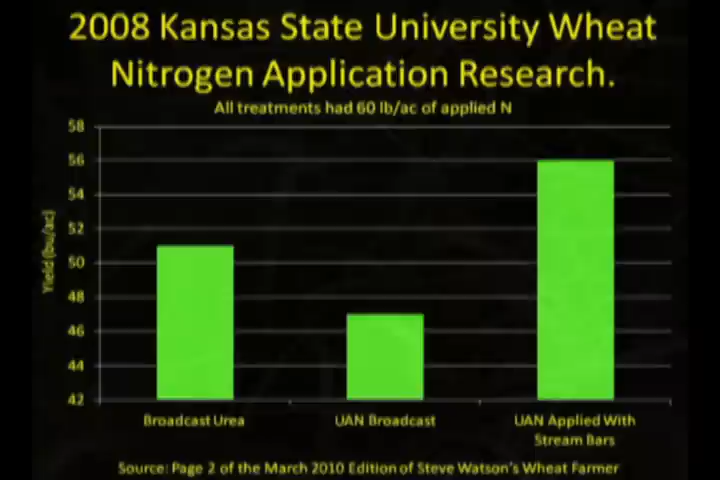 2008 Kansas State University Wheat
Nitrogen Application Research.
All treatments had 60 lb/ac of applied N
58
56
54
52
50
48
46
44
42
Yield (bu/ac)
Broadcast Urea
UAN Broadcast
UAN Applied With
Stream Bars
Source: Page 2 of the March 2010 Edition of Steve Watson's Wheat Farmer